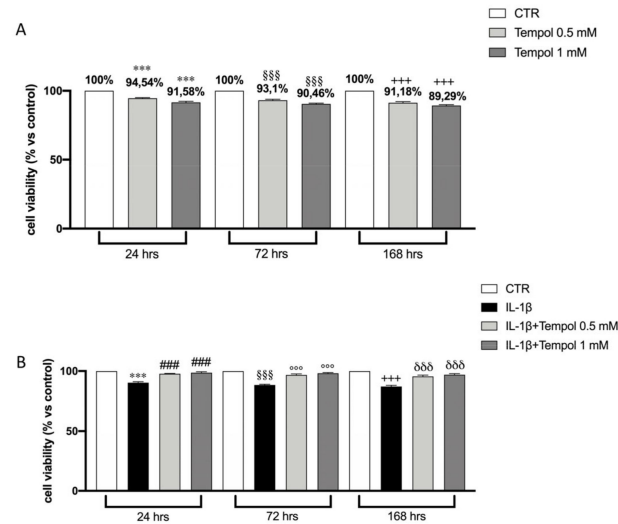 A
CTR
Tempol 0.5 mM
Tempol 1 mM
cell viability (% vs control)
100
50
0
100%
***
94,54%
***
91,58%
100%
§§§
93,1%
§§§
90,46%
100%
+++
91,18%
+++
89,29%
24 hrs
72 hrs
168 hrs
B
CTR
IL-1β
IL-1β+Tempol 0.5 mM
IL-1β+Tempol 1 mM
cell viability (% vs control)
100
50
0
***
###
###
§§§
°°°
°°°
+++
δδδ
δδδ
24 hrs
72 hrs
168 hrs